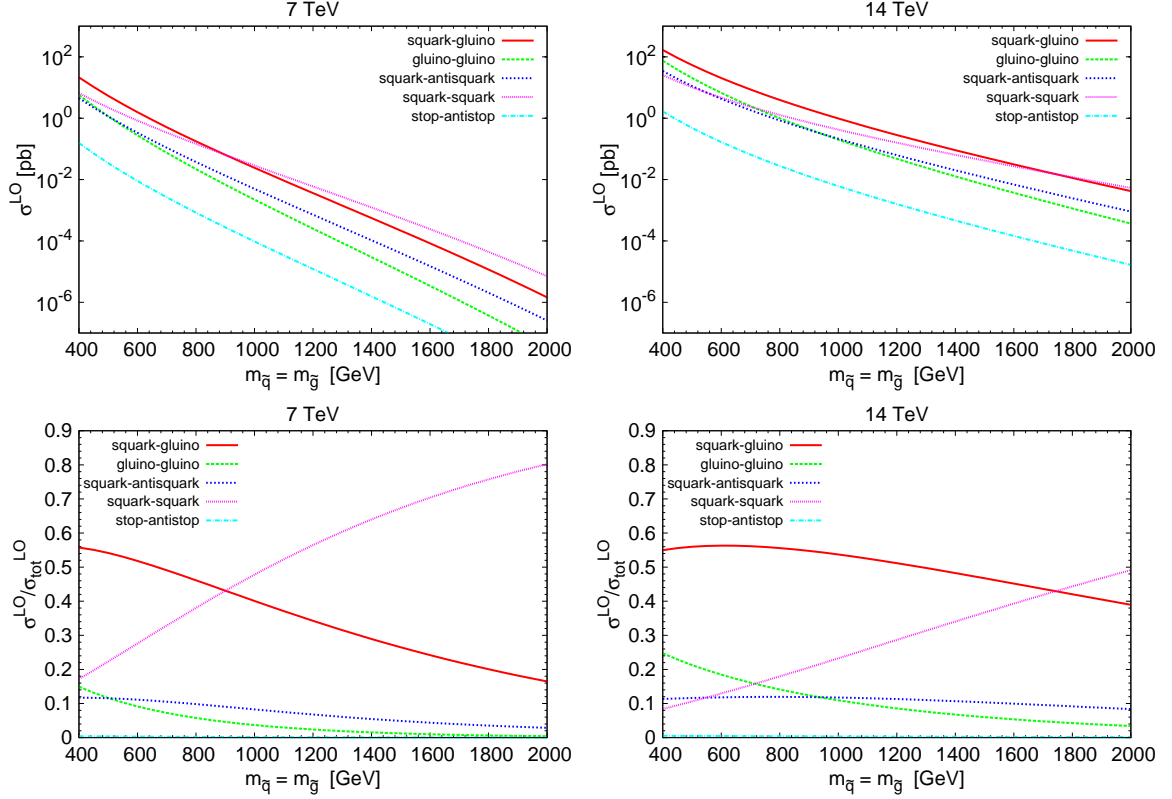 7 TeV
σ^LO [pb]
10^2
10^0
10^-2
10^-4
10^-6
squark-gluino
gluino-gluino
squark-antisquark
squark-square
stop-antistop
400 600 800 1000 1200 1400 1600 1800 2000
m_q̃ = m_g̃ [GeV]
14 TeV
σ^LO [pb]
10^2
10^0
10^-2
10^-4
10^-6
squark-gluino
gluino-gluino
squark-antisquark
squark-squark
stop-antistop
400 600 800 1000 1200 1400 1600 1800 2000
m_q̃ = m_g̃ [GeV]
7 TeV
σ^LO/σ_tot^LO
0.9
0.8
0.7
0.6
0.5
0.4
0.3
0.2
0.1
0
squark-gluino
gluino-gluino
squark-antisquark
squark-squark
stop-antistop
400 600 800 1000 1200 1400 1600 1800 2000
m_q̃ = m_g̃ [GeV]
14 TeV
σ^LO/σ_tot^LO
0.9
0.8
0.7
0.6
0.5
0.4
0.3
0.2
0.1
0
squark-gluino
gluino-gluino
squark-antisquark
squark-squark
stop-antistop
400 600 800 1000 1200 1400 1600 1800 2000
m_q̃ = m_g̃ [GeV]